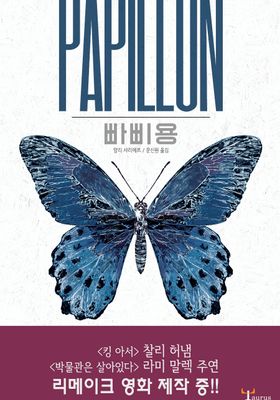 PAPILLON
빠삐용
앙리 샤리에르 / 문신원 옮김
<킹 아서> 찰리 허냄
<박물관은 살아있다> 라미 말렉 주연
리메이크 영화 제작 중!!
Taurus